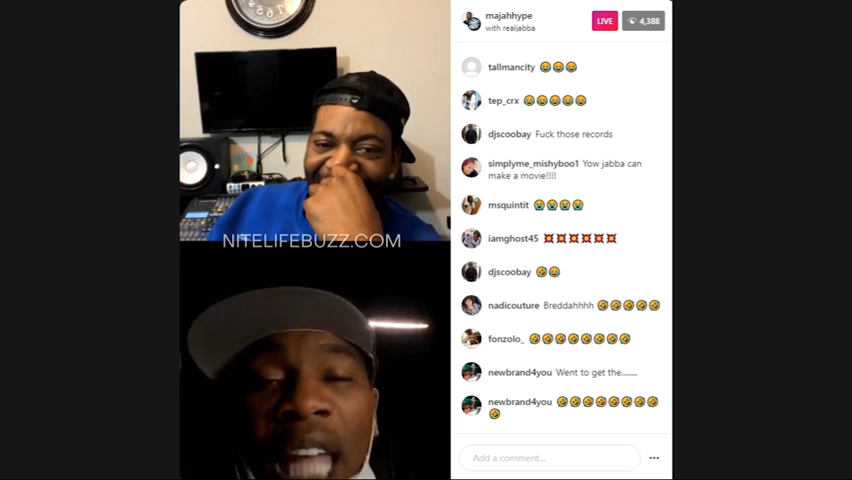 majahhype
with realjabba
LIVE
4,388
tallmancity 😂😂😂
tep_crx 😂😂😂😂😂
djscoobay Fuck those records
simplyme_mishyboo1 Yow jabba can
make a movie!!!!
msquintit 😭😭😭😭
iamghost45 💥💥💥💥💥💥
djscoobay 🤣😂
nadicouture Breddahhhh 🤣🤣🤣🤣🤣
fonzolo_ 🤣🤣🤣🤣🤣🤣🤣🤣
newbrand4you Went to get the........
newbrand4you 🤣🤣🤣🤣🤣🤣🤣🤣
🤣
Add a comment...
NITELIFEBUZZ.COM